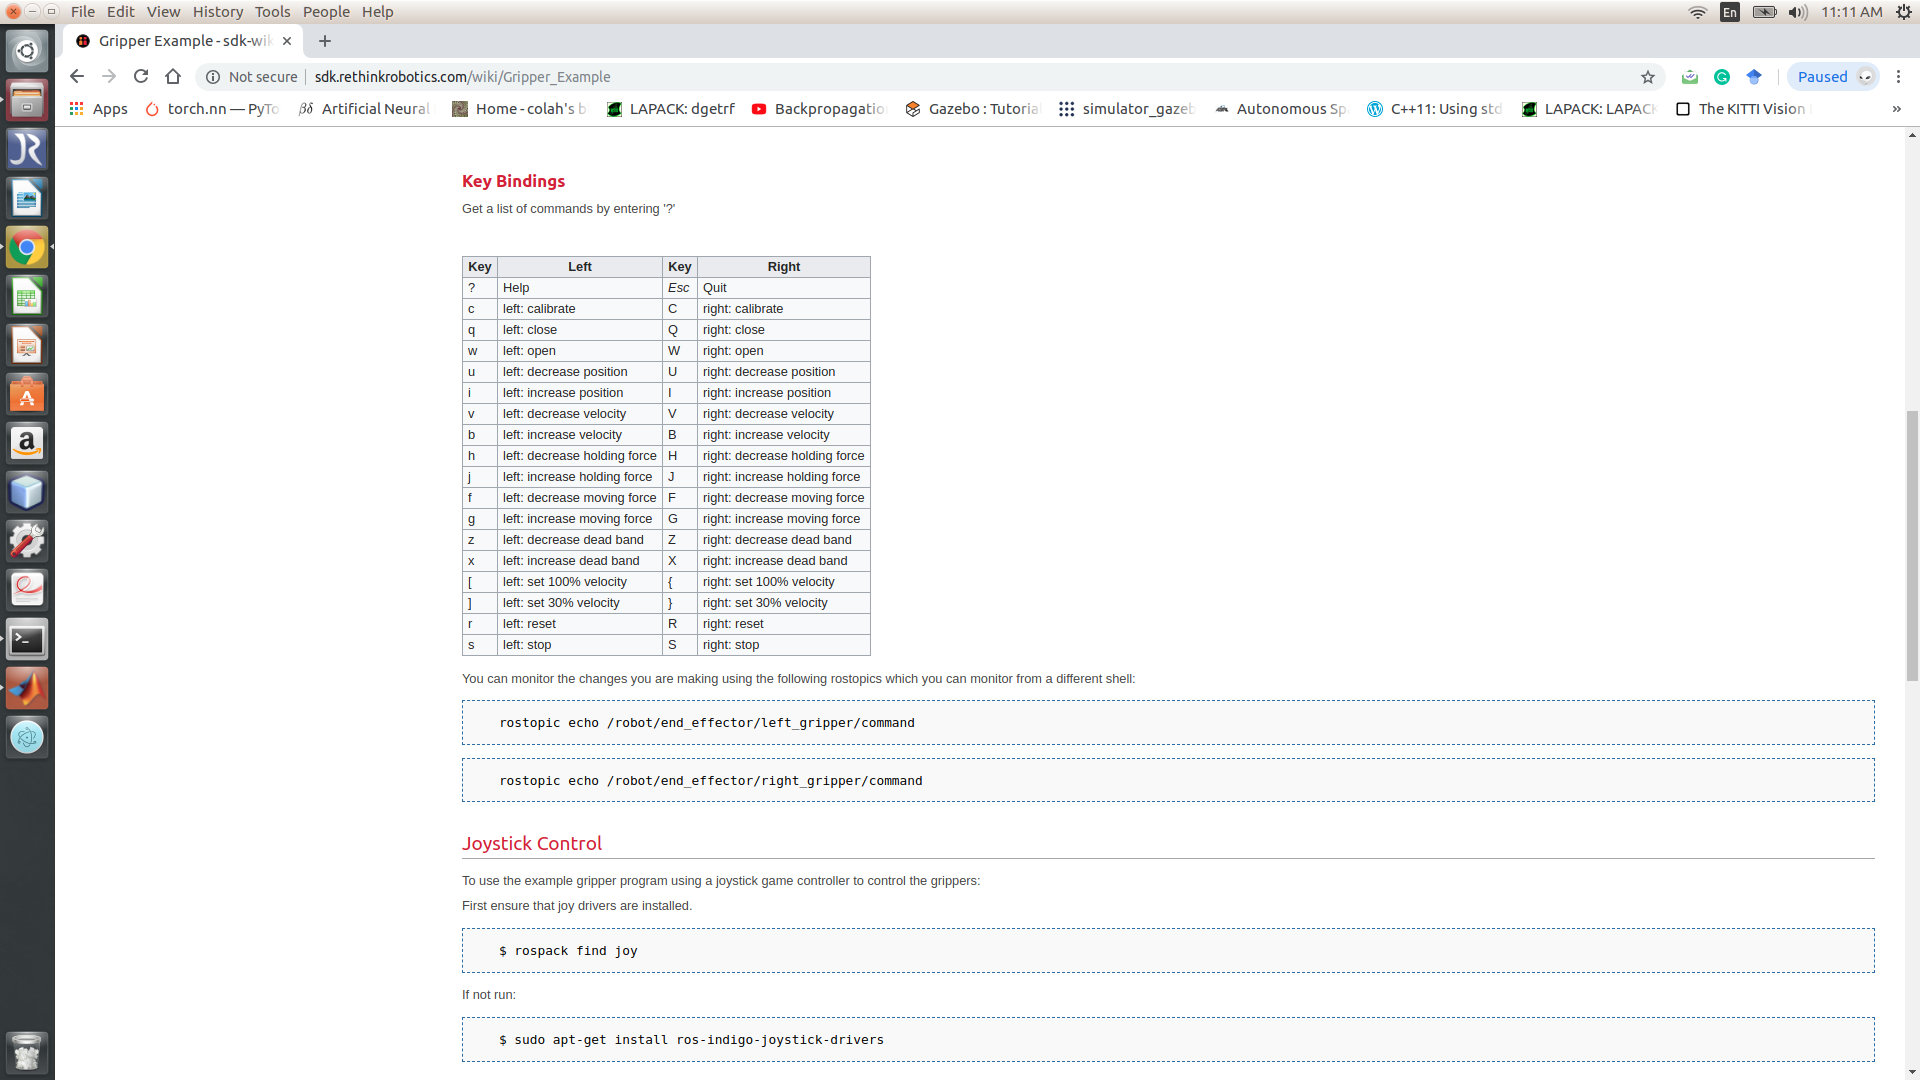 File Edit View History Tools People Help
En 11:11 AM
Gripper Example - sdk-wik
Not secure sdk.rethinkrobotics.com/wiki/Gripper_Example
Paused
Apps torch.nn — PyTo Artificial Neural Home - colah's b LAPACK: dgetrf Backpropagatio Gazebo : Tutoria simulator_gazeb Autonomous Sp C++11: Using std LAPACK: LAPACK The KITTI Vision »
Key Bindings
Get a list of commands by entering '?'
Key Left Key Right
? Help Esc Quit
c left: calibrate C right: calibrate
q left: close Q right: close
w left: open W right: open
u left: decrease position U right: decrease position
i left: increase position I right: increase position
v left: decrease velocity V right: decrease velocity
b left: increase velocity B right: increase velocity
h left: decrease holding force H right: decrease holding force
j left: increase holding force J right: increase holding force
f left: decrease moving force F right: decrease moving force
g left: increase moving force G right: increase moving force
z left: decrease dead band Z right: decrease dead band
x left: increase dead band X right: increase dead band
[ left: set 100% velocity { right: set 100% velocity
] left: set 30% velocity } right: set 30% velocity
r left: reset R right: reset
s left: stop S right: stop
You can monitor the changes you are making using the following rostopics which you can monitor from a different shell:
rostopic echo /robot/end_effector/left_gripper/command
rostopic echo /robot/end_effector/right_gripper/command
Joystick Control
To use the example gripper program using a joystick game controller to control the grippers:
First ensure that joy drivers are installed.
$ rospack find joy
If not run:
$ sudo apt-get install ros-indigo-joystick-drivers